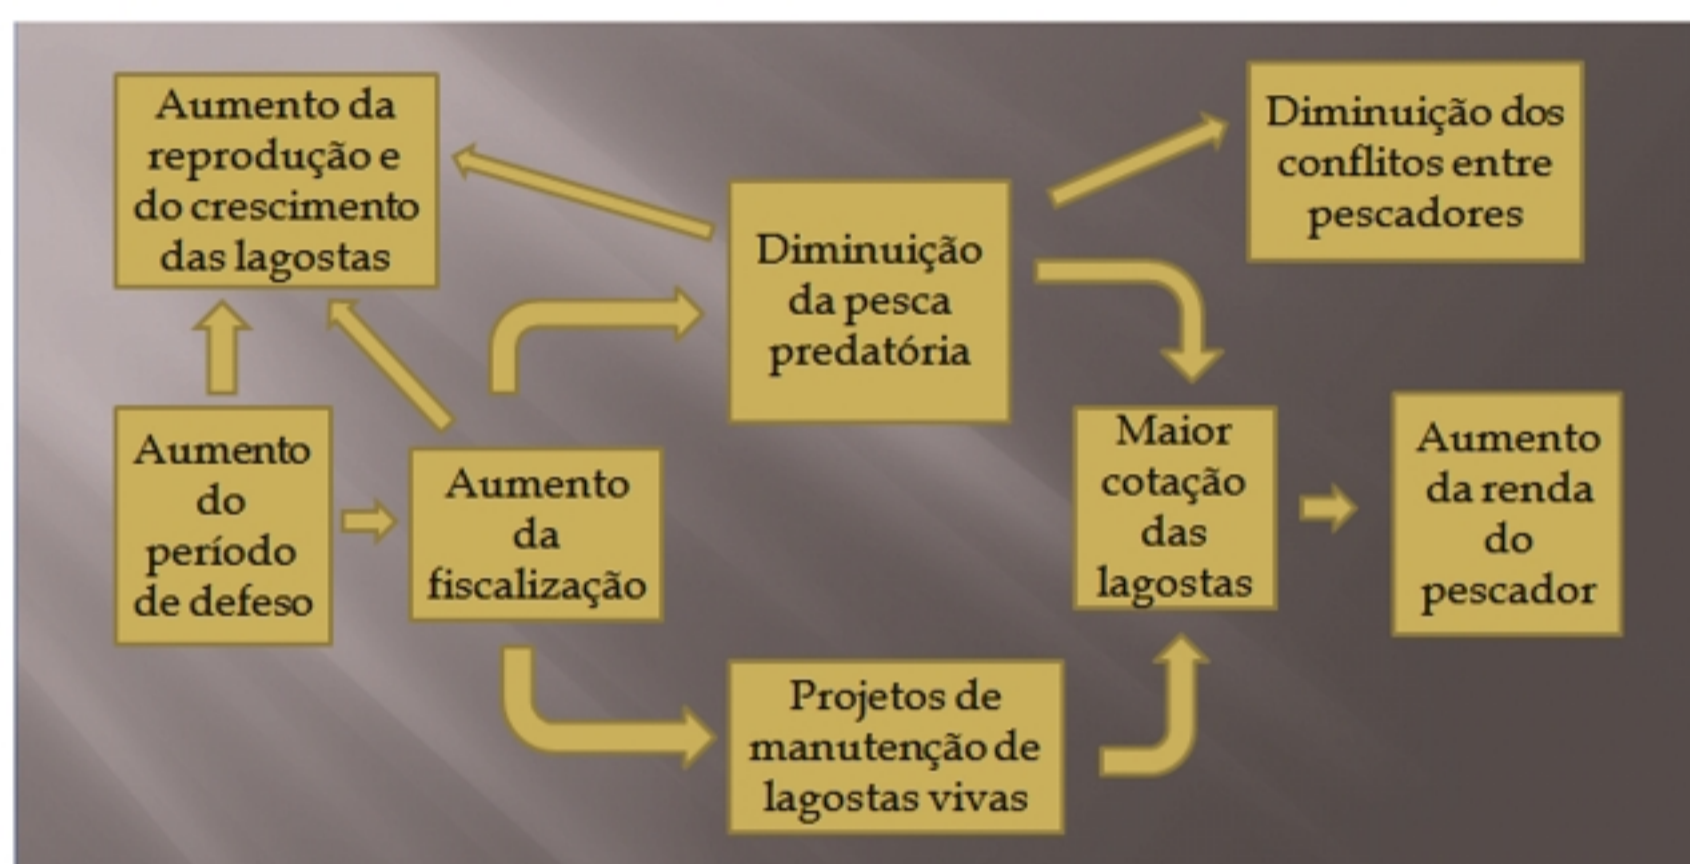 Aumento da
reprodução e
do crescimento
das lagostas
Diminuição
da pesca
predatória
Diminuição dos
conflitos entre
pescadores
Aumento
do
período
de defeso
Aumento
da
fiscalização
Maior
cotação
das
lagostas
Aumento
da renda
do
pescador
Projetos de
manutenção de
lagostas vivas